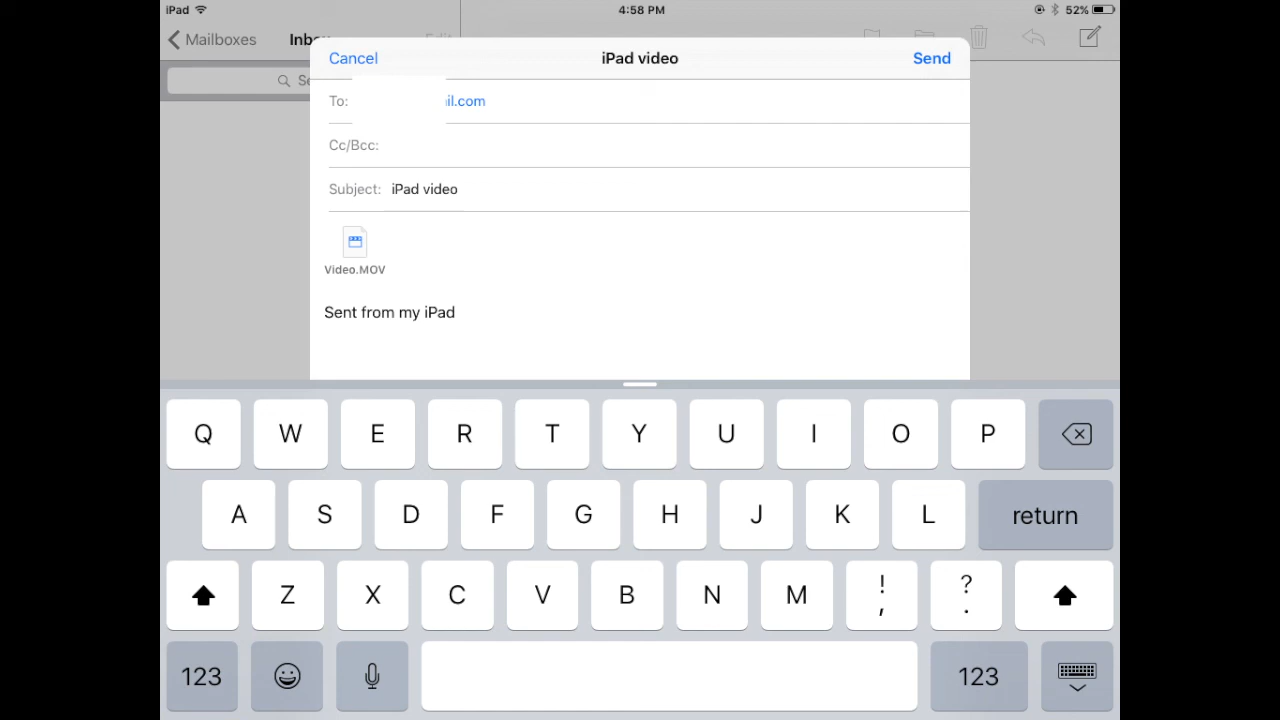 iPad 4:58 PM 52%
Mailboxes Edit
Cancel iPad video Send
To: il.com
Cc/Bcc:
Subject: iPad video
Video.MOV
Sent from my iPad
Q W E R T Y U I O P
A S D F G H J K L return
Z X C V B N M ! , ? .
123 123